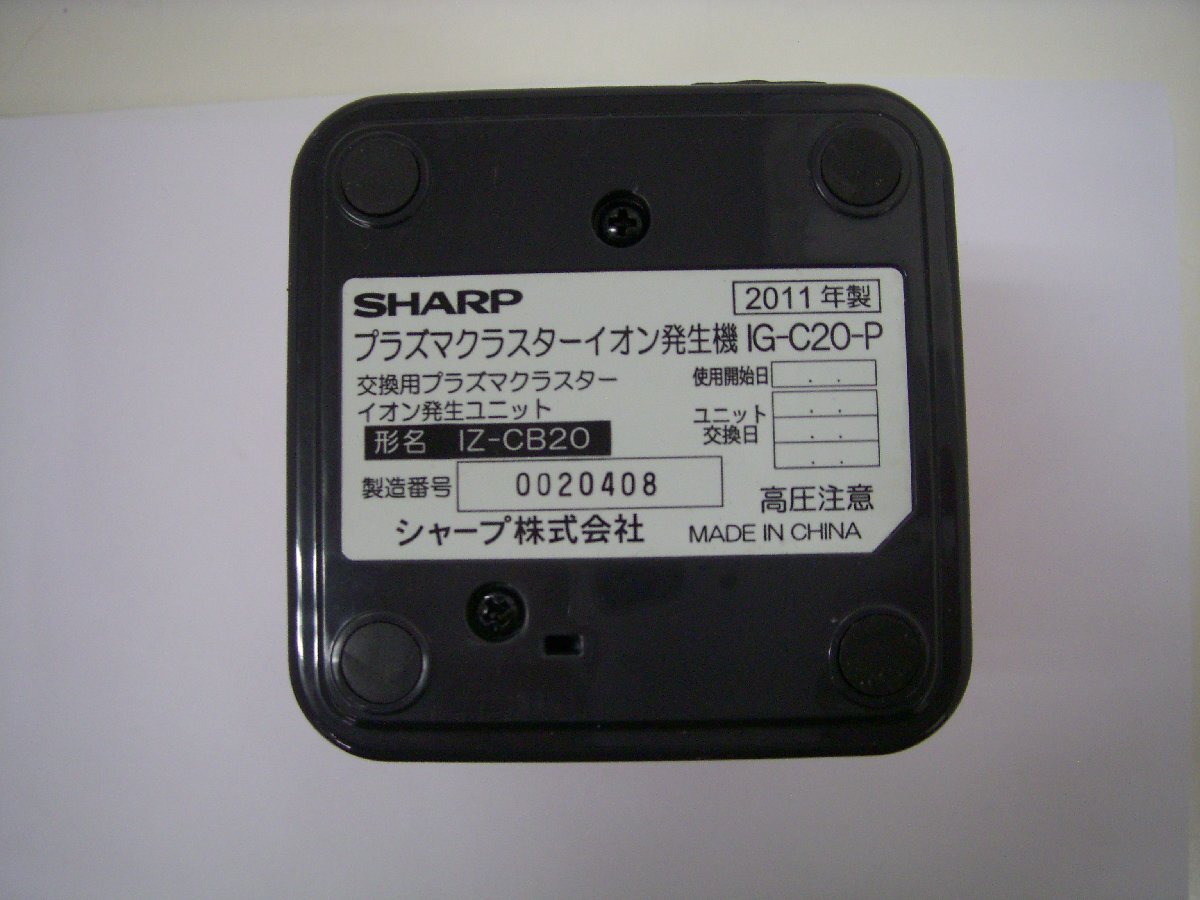 SHARP
2011年製
プラズマクラスターイオン発生機 IG-C20-P
交換用プラズマクラスター
イオン発生ユニット
形名 IZ-CB20
使用開始日 . .
ユニット
交換日
. .
. .
. .
製造番号 0020408
高圧注意
シャープ株式会社 MADE IN CHINA